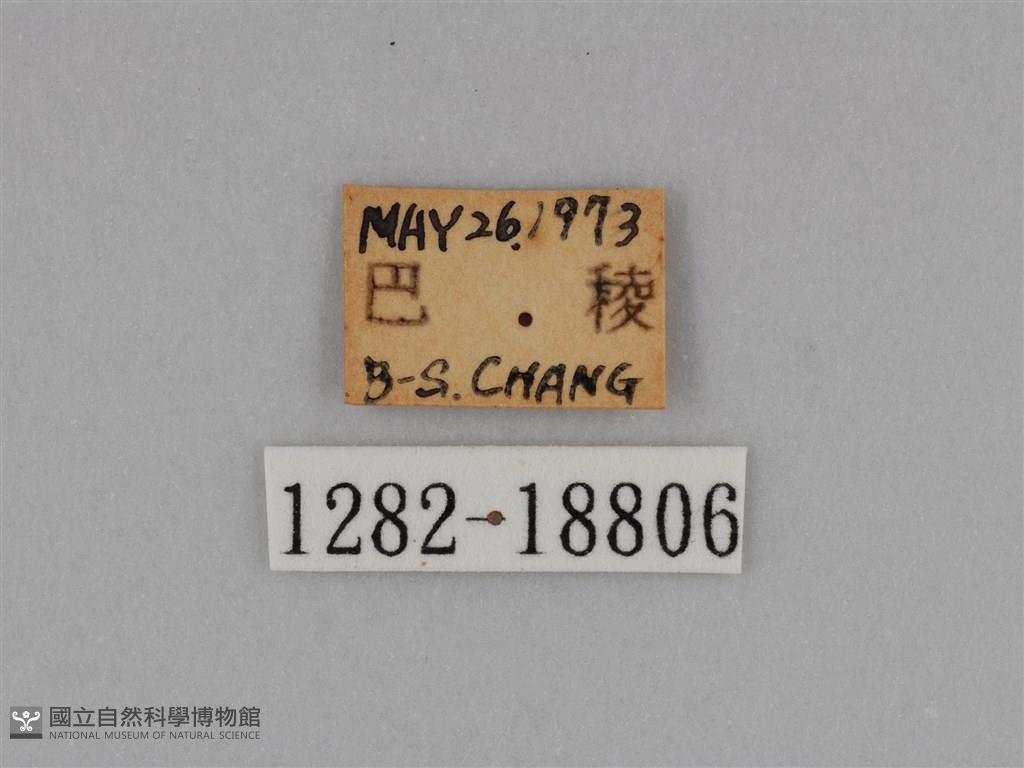 MAY 26.1973
巴 稜
B-S. CHANG
1282-18806
國立自然科學博物館
NATIONAL MUSEUM OF NATURAL SCIENCE